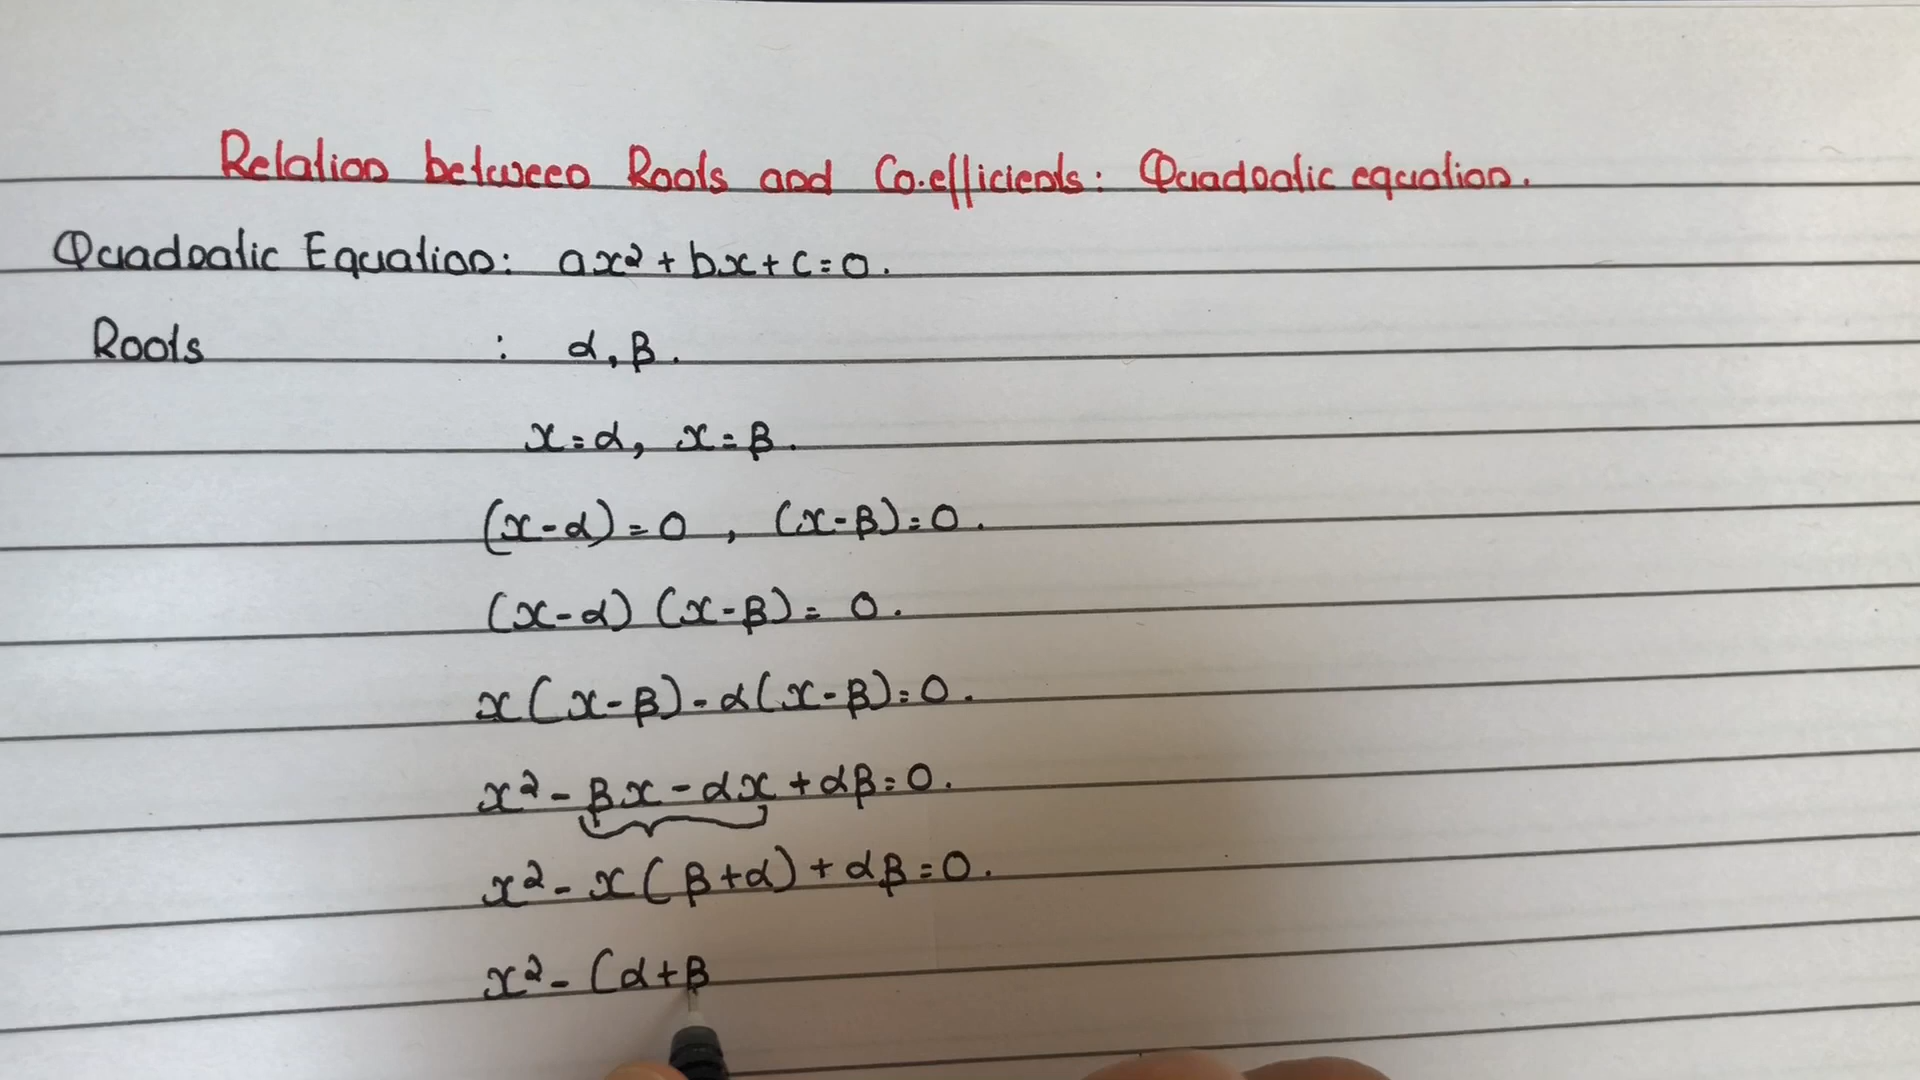 Relation between Roots and Co.efficients: Quadratic equation.
Quadratic Equation: ax² + bx + c = 0.
Roots : α, β.
x = α, x = β.
(x - α) = 0 , (x - β) = 0.
(x - α) (x - β) = 0.
x (x - β) - α (x - β) = 0.
x² - βx - αx + αβ = 0.
x² - x (β + α) + αβ = 0.
x² - (α + β